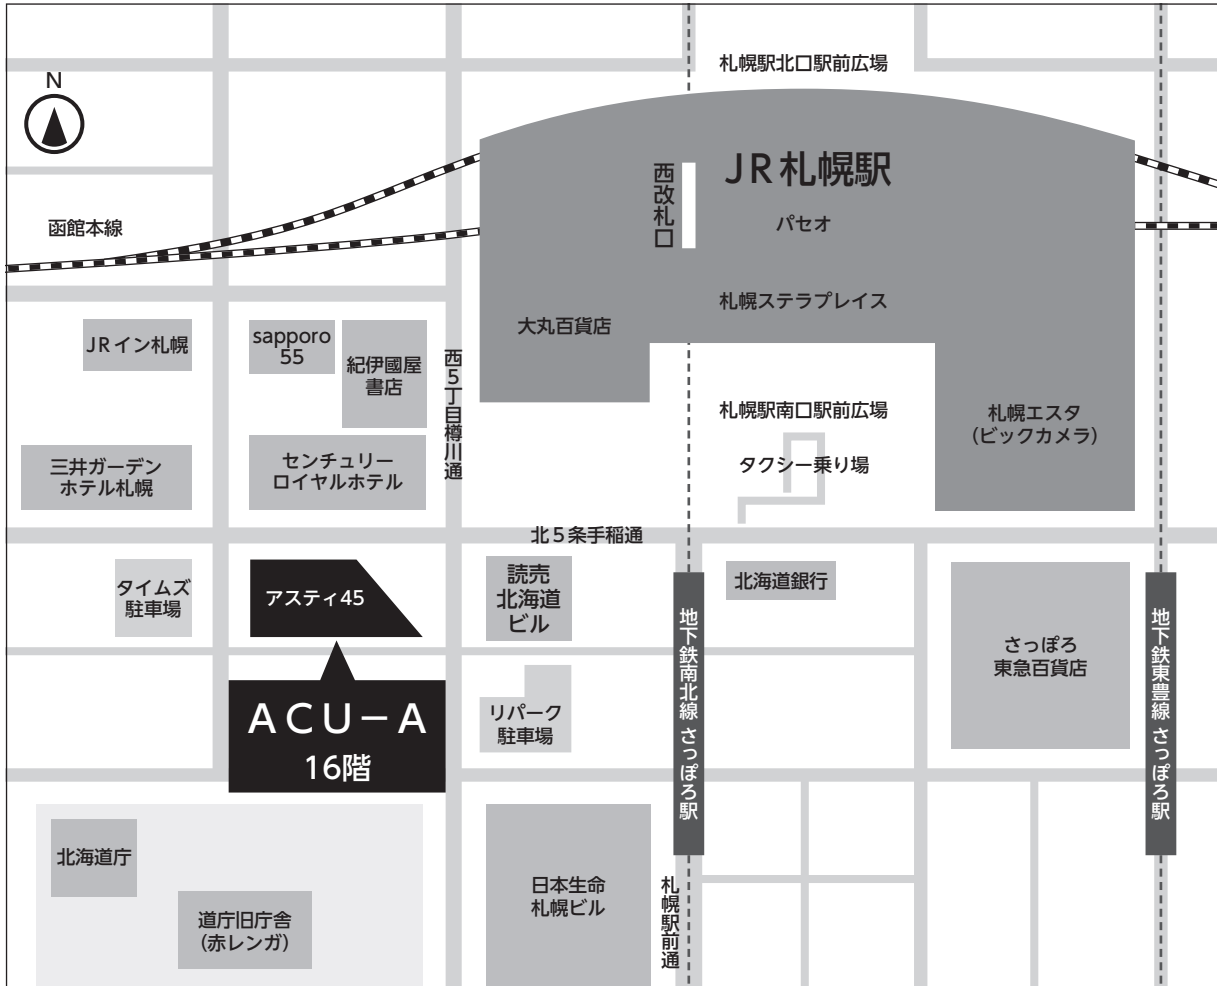 札幌駅北口駅前広場
N
JR札幌駅
西改札口
パセオ
函館本線
札幌ステラプレイス
大丸百貨店
JRイン札幌
sapporo
55
紀伊國屋
書店
西5丁目樽川通
札幌駅南口駅前広場
札幌エスタ
(ビックカメラ)
タクシー乗り場
三井ガーデン
ホテル札幌
センチュリー
ロイヤルホテル
北5条手稲通
タイムズ
駐車場
アスティ45
読売
北海道
ビル
北海道銀行
地下鉄南北線 さっぽろ駅
さっぽろ
東急百貨店
地下鉄東豊線 さっぽろ駅
ACU-A
16階
リパーク
駐車場
北海道庁
道庁旧庁舎
(赤レンガ)
日本生命
札幌ビル
札幌駅前通